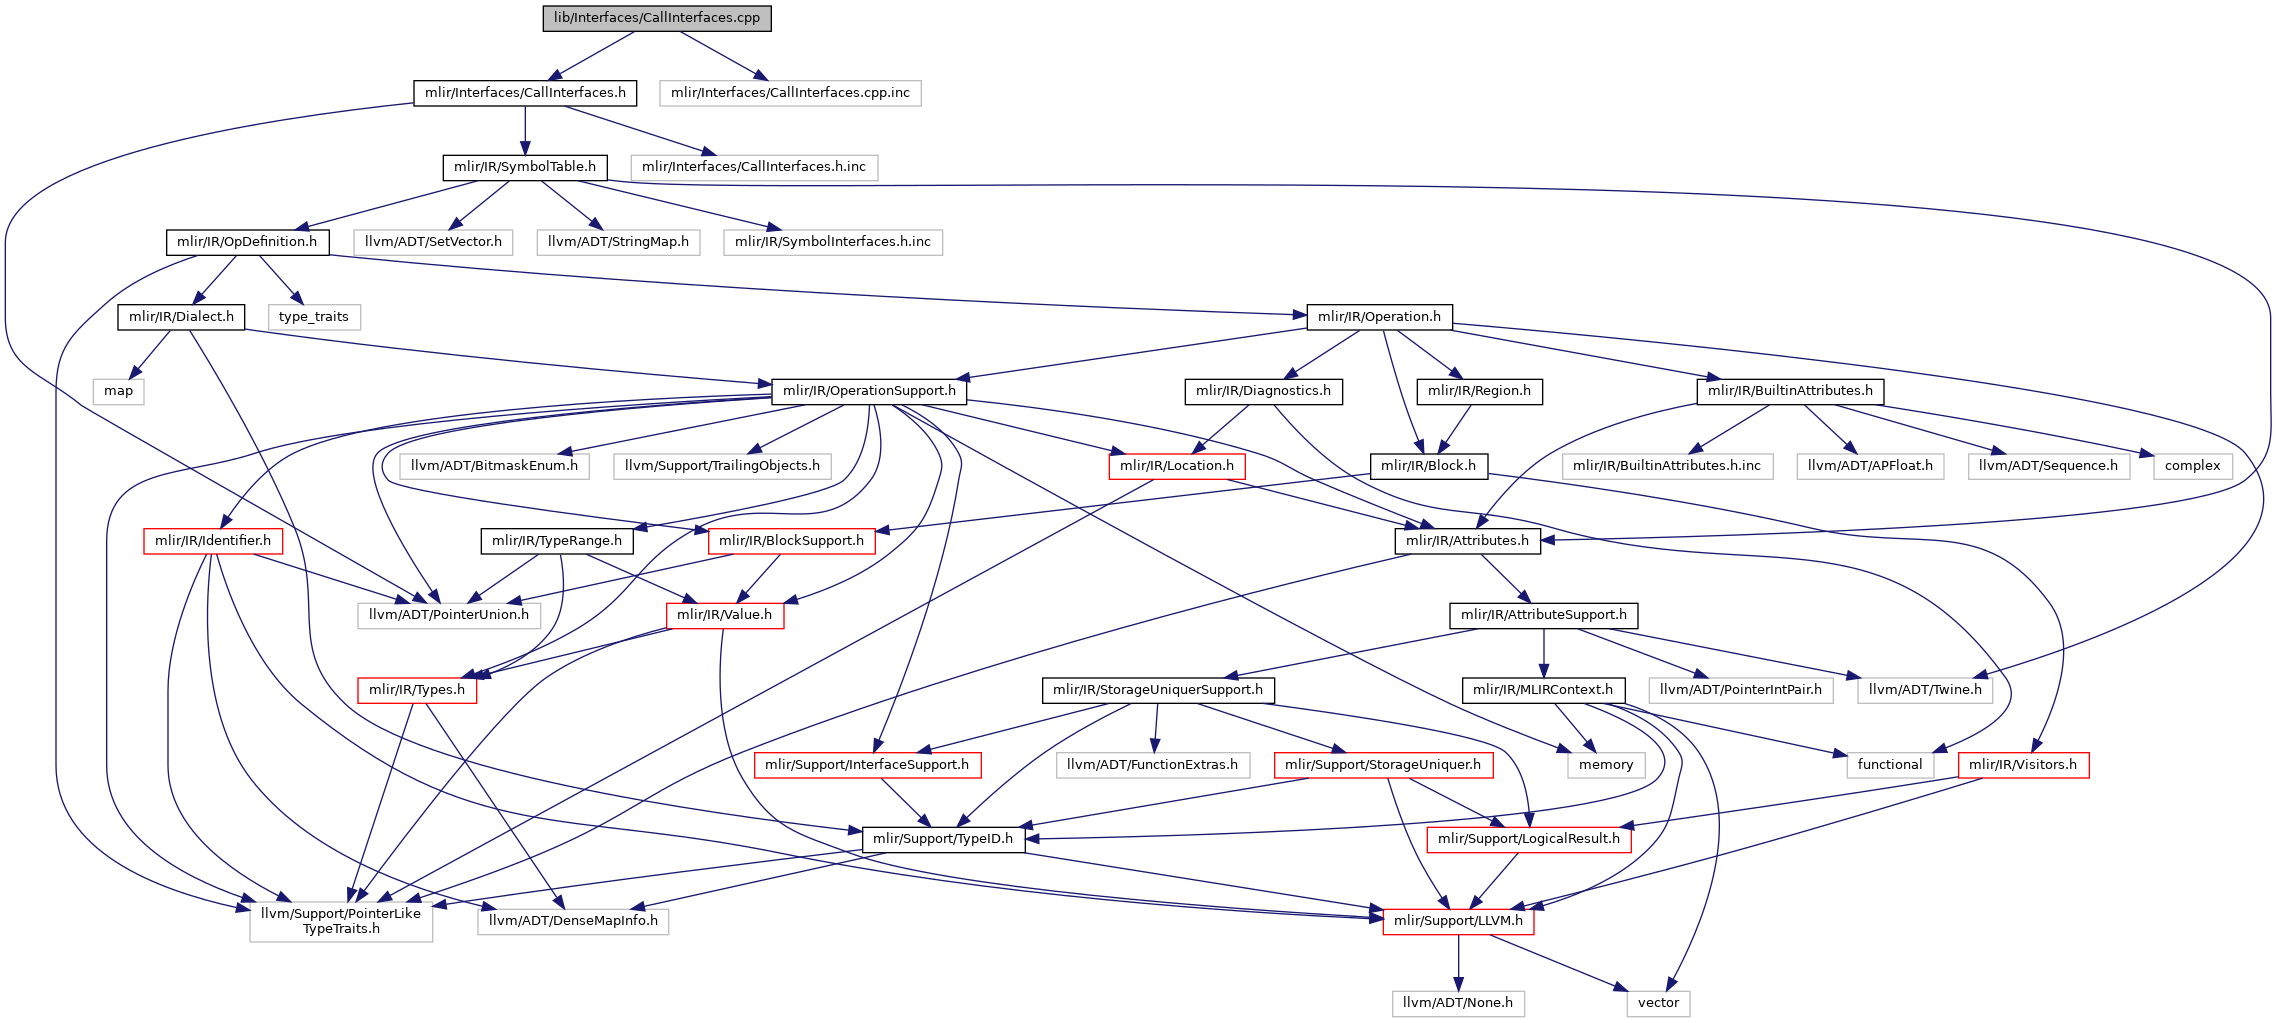 lib/Interfaces/CallInterfaces.cpp
mlir/Interfaces/CallInterfaces.h
mlir/Interfaces/CallInterfaces.cpp.inc
mlir/IR/SymbolTable.h
mlir/Interfaces/CallInterfaces.h.inc
mlir/IR/OpDefinition.h
llvm/ADT/SetVector.h
llvm/ADT/StringMap.h
mlir/IR/SymbolInterfaces.h.inc
mlir/IR/Dialect.h
type_traits
mlir/IR/Operation.h
map
mlir/IR/OperationSupport.h
mlir/IR/Diagnostics.h
mlir/IR/Region.h
mlir/IR/BuiltinAttributes.h
llvm/ADT/BitmaskEnum.h
llvm/Support/TrailingObjects.h
mlir/IR/Location.h
mlir/IR/Block.h
mlir/IR/BuiltinAttributes.h.inc
llvm/ADT/APFloat.h
llvm/ADT/Sequence.h
complex
mlir/IR/Identifier.h
mlir/IR/TypeRange.h
mlir/IR/BlockSupport.h
mlir/IR/Attributes.h
llvm/ADT/PointerUnion.h
mlir/IR/Value.h
mlir/IR/AttributeSupport.h
mlir/IR/Types.h
mlir/IR/StorageUniquerSupport.h
mlir/IR/MLIRContext.h
llvm/ADT/PointerIntPair.h
llvm/ADT/Twine.h
mlir/Support/InterfaceSupport.h
llvm/ADT/FunctionExtras.h
mlir/Support/StorageUniquer.h
memory
functional
mlir/IR/Visitors.h
mlir/Support/TypeID.h
mlir/Support/LogicalResult.h
llvm/Support/PointerLike
TypeTraits.h
llvm/ADT/DenseMapInfo.h
mlir/Support/LLVM.h
llvm/ADT/None.h
vector